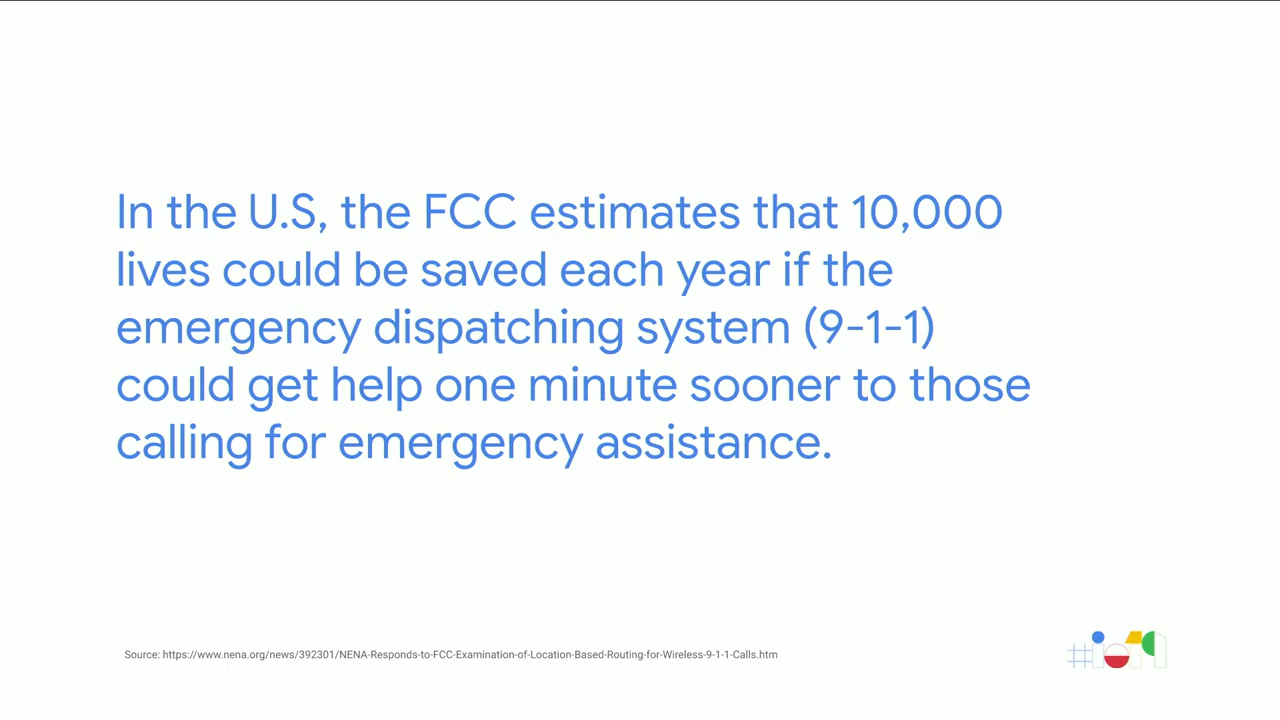 In the U.S, the FCC estimates that 10,000
lives could be saved each year if the
emergency dispatching system (9-1-1)
could get help one minute sooner to those
calling for emergency assistance.
Source: https://www.nena.org/news/392301/NENA-Responds-to-FCC-Examination-of-Location-Based-Routing-for-Wireless-9-1-1-Calls.htm
#io19